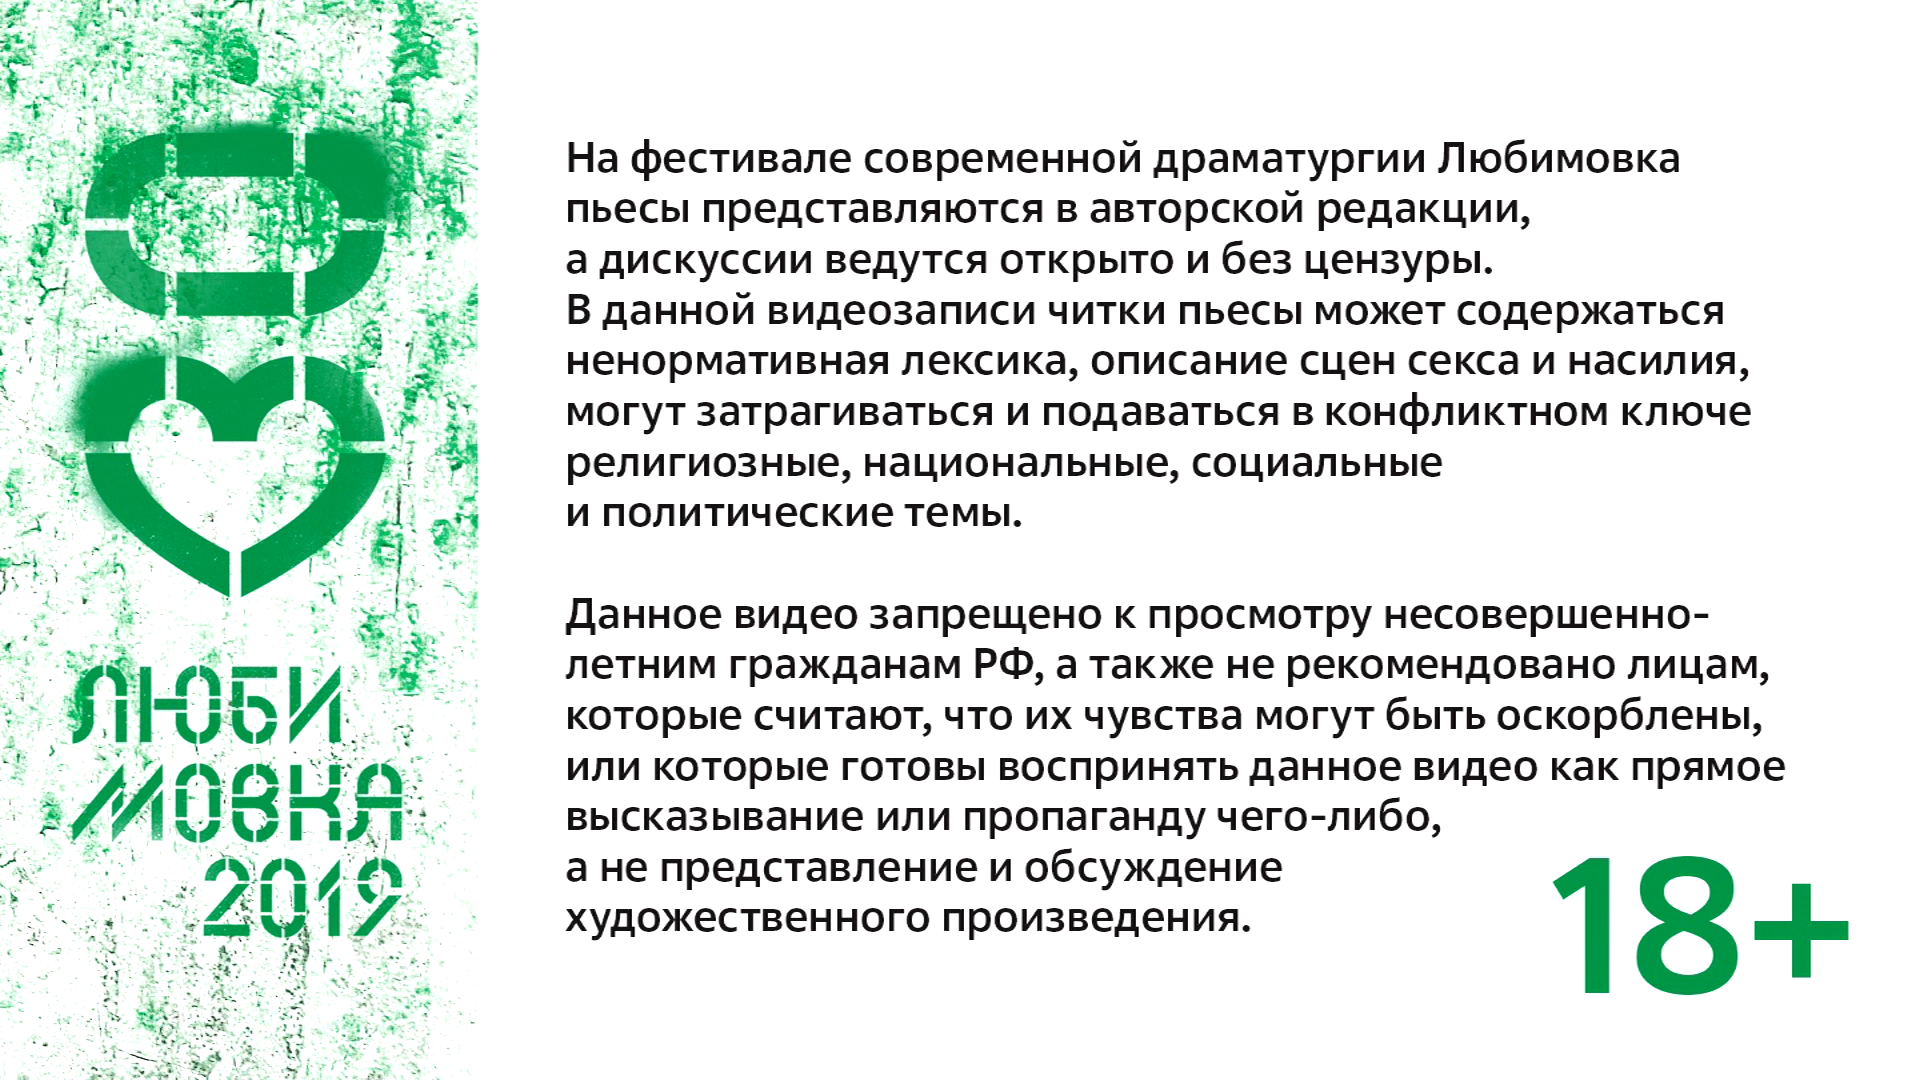 ЛЮБИ
МОВКА
2019
На фестивале современной драматургии Любимовка
пьесы представляются в авторской редакции,
а дискуссии ведутся открыто и без цензуры.
В данной видеозаписи читки пьесы может содержаться
ненормативная лексика, описание сцен секса и насилия,
могут затрагиваться и подаваться в конфликтном ключе
религиозные, национальные, социальные
и политические темы.
Данное видео запрещено к просмотру несовершенно-
летним гражданам РФ, а также не рекомендовано лицам,
которые считают, что их чувства могут быть оскорблены,
или которые готовы воспринять данное видео как прямое
высказывание или пропаганду чего-либо,
а не представление и обсуждение
художественного произведения.
18+